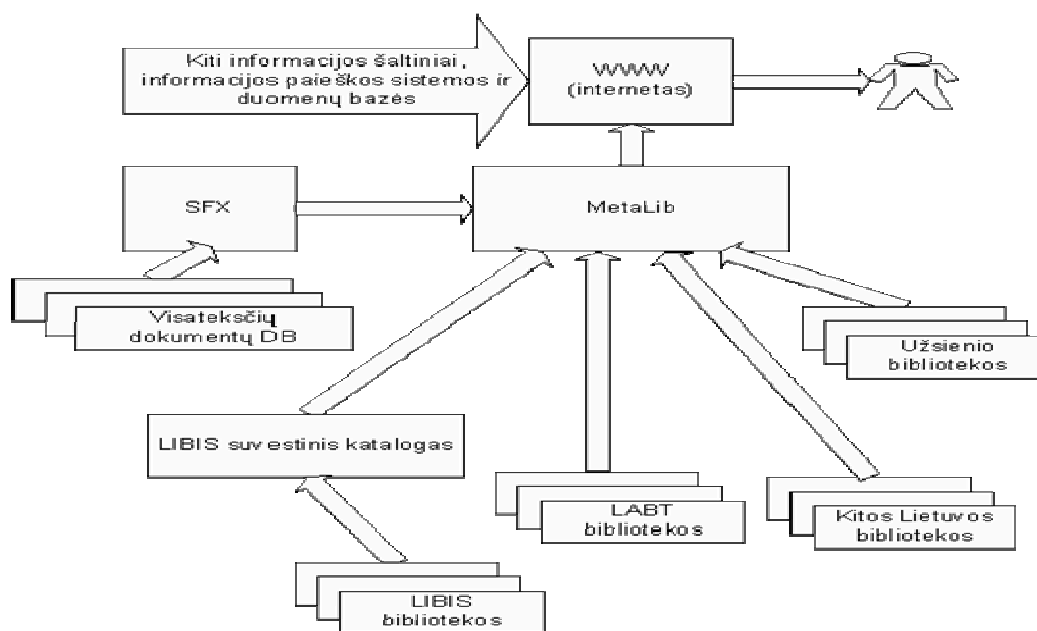 Kiti informacijos šaltiniai,
informacijos paieškos sistemos ir
duomenų bazės
WWW
(internetas)
SFX
MetaLib
Visateksčių
dokumentų DB
Užsienio
bibliotekos
LIBIS suvestinis katalogas
LABT
bibliotekos
Kitos Lietuvos
bibliotekos
LIBIS
bibliotekos